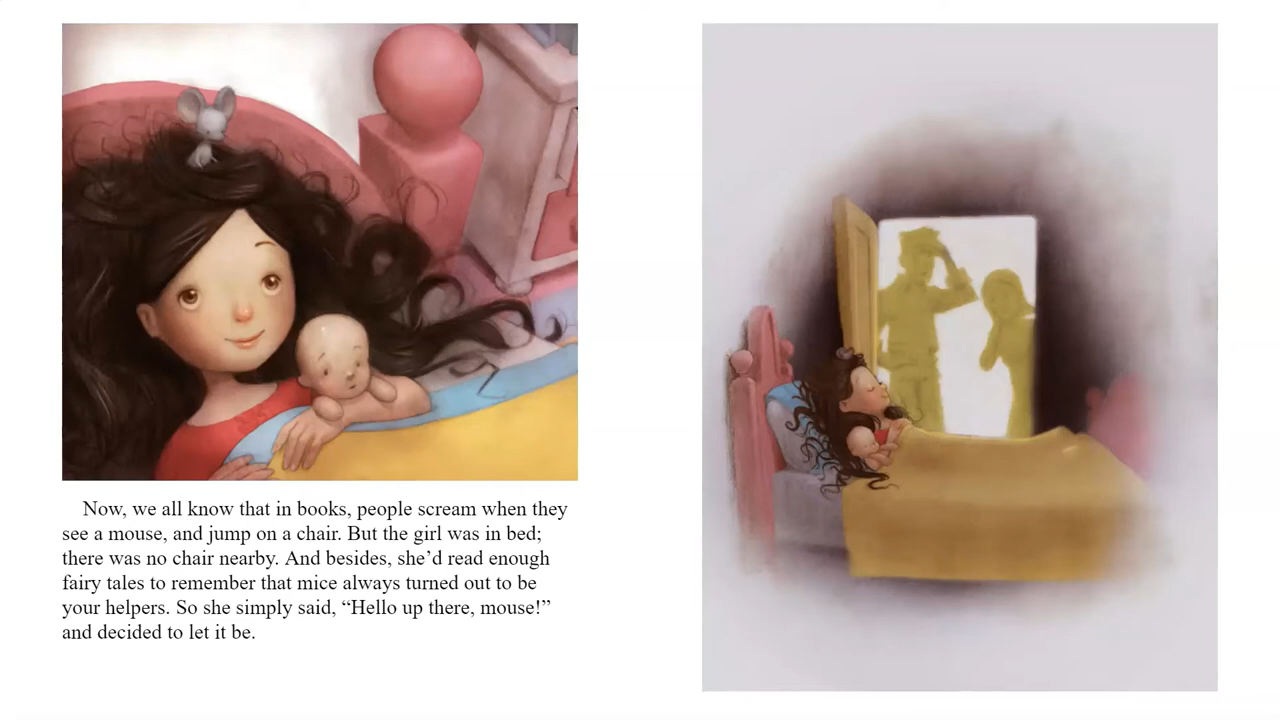 Now, we all know that in books, people scream when they
see a mouse, and jump on a chair. But the girl was in bed;
there was no chair nearby. And besides, she’d read enough
fairy tales to remember that mice always turned out to be
your helpers. So she simply said, “Hello up there, mouse!”
and decided to let it be.